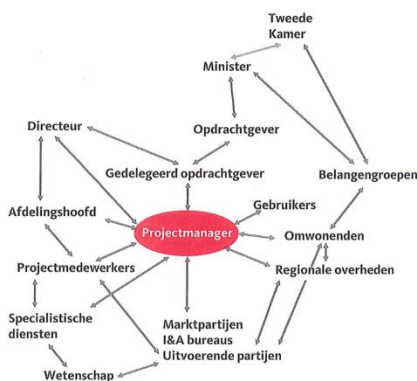 Tweede
Kamer
Minister
Directeur
Opdrachtgever
Gedelegeerd opdrachtgever
Belangengroepen
Afdelingshoofd
Gebruikers
Projectmanager
Omwonenden
Projectmedewerkers
Regionale overheden
Specialistische
diensten
Marktpartijen
I&A bureaus
Uitvoerende partijen
Wetenschap